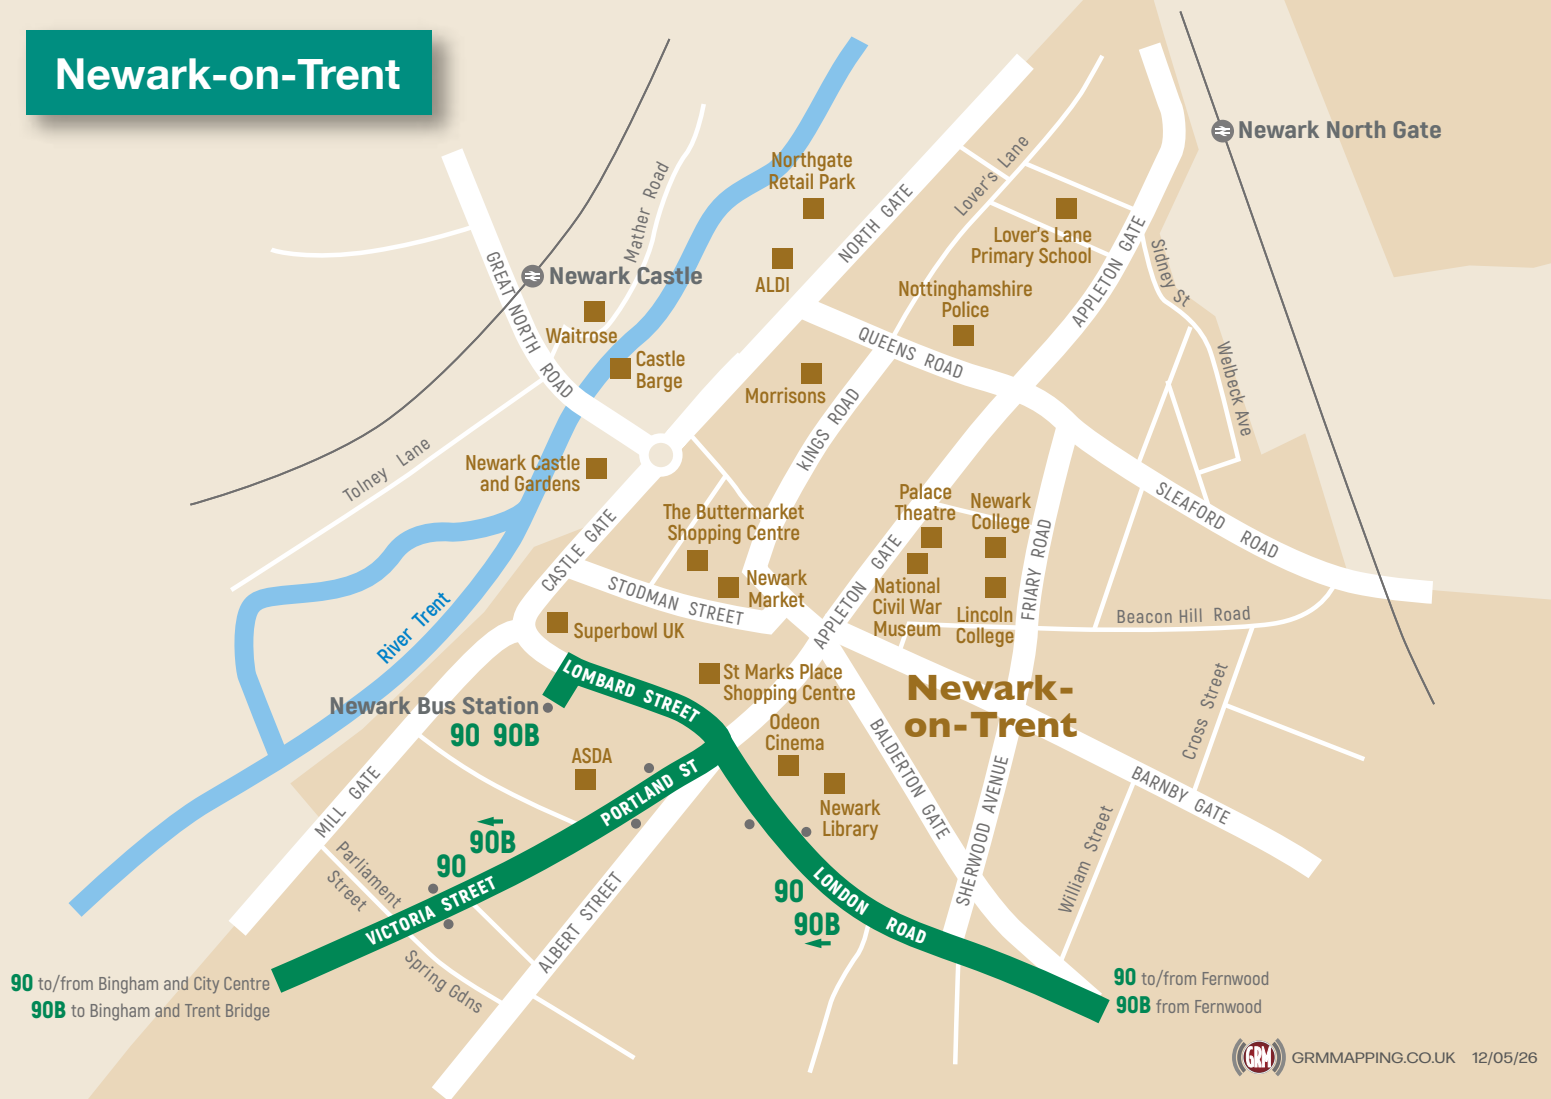 Newark-on-Trent
Newark North Gate
Northgate
Retail Park
Lover's Lane
Mather Road
NORTH GATE
Lover's Lane
Primary School
APPLETON GATE
Sidney St
GREAT NORTH ROAD
Newark Castle
ALDI
Nottinghamshire
Police
Waitrose
Castle
Barge
QUEENS ROAD
Welbeck Ave
Morrisons
KINGS ROAD
Tolney Lane
Newark Castle
and Gardens
The Buttermarket
Shopping Centre
Palace
Theatre
Newark
College
SLEAFORD ROAD
CASTLE GATE
STODMAN STREET
Newark
Market
APPLETON GATE
National
Civil War
Museum
Lincoln
College
FRIARY ROAD
Beacon Hill Road
River Trent
Superbowl UK
LOMBARD STREET
St Marks Place
Shopping Centre
Newark-
on-Trent
Cross Street
Newark Bus Station
90 90B
Odeon
Cinema
ASDA
BALDERTON GATE
SHERWOOD AVENUE
BARNBY GATE
MILL GATE
PORTLAND ST
Newark
Library
William Street
Parliament
Street
90B
90
VICTORIA STREET
ALBERT STREET
90
90B
LONDON ROAD
Spring Gdns
90 to/from Bingham and City Centre
90B to Bingham and Trent Bridge
90 to/from Fernwood
90B from Fernwood
GRM
GRMMAPPING.CO.UK 12/05/26